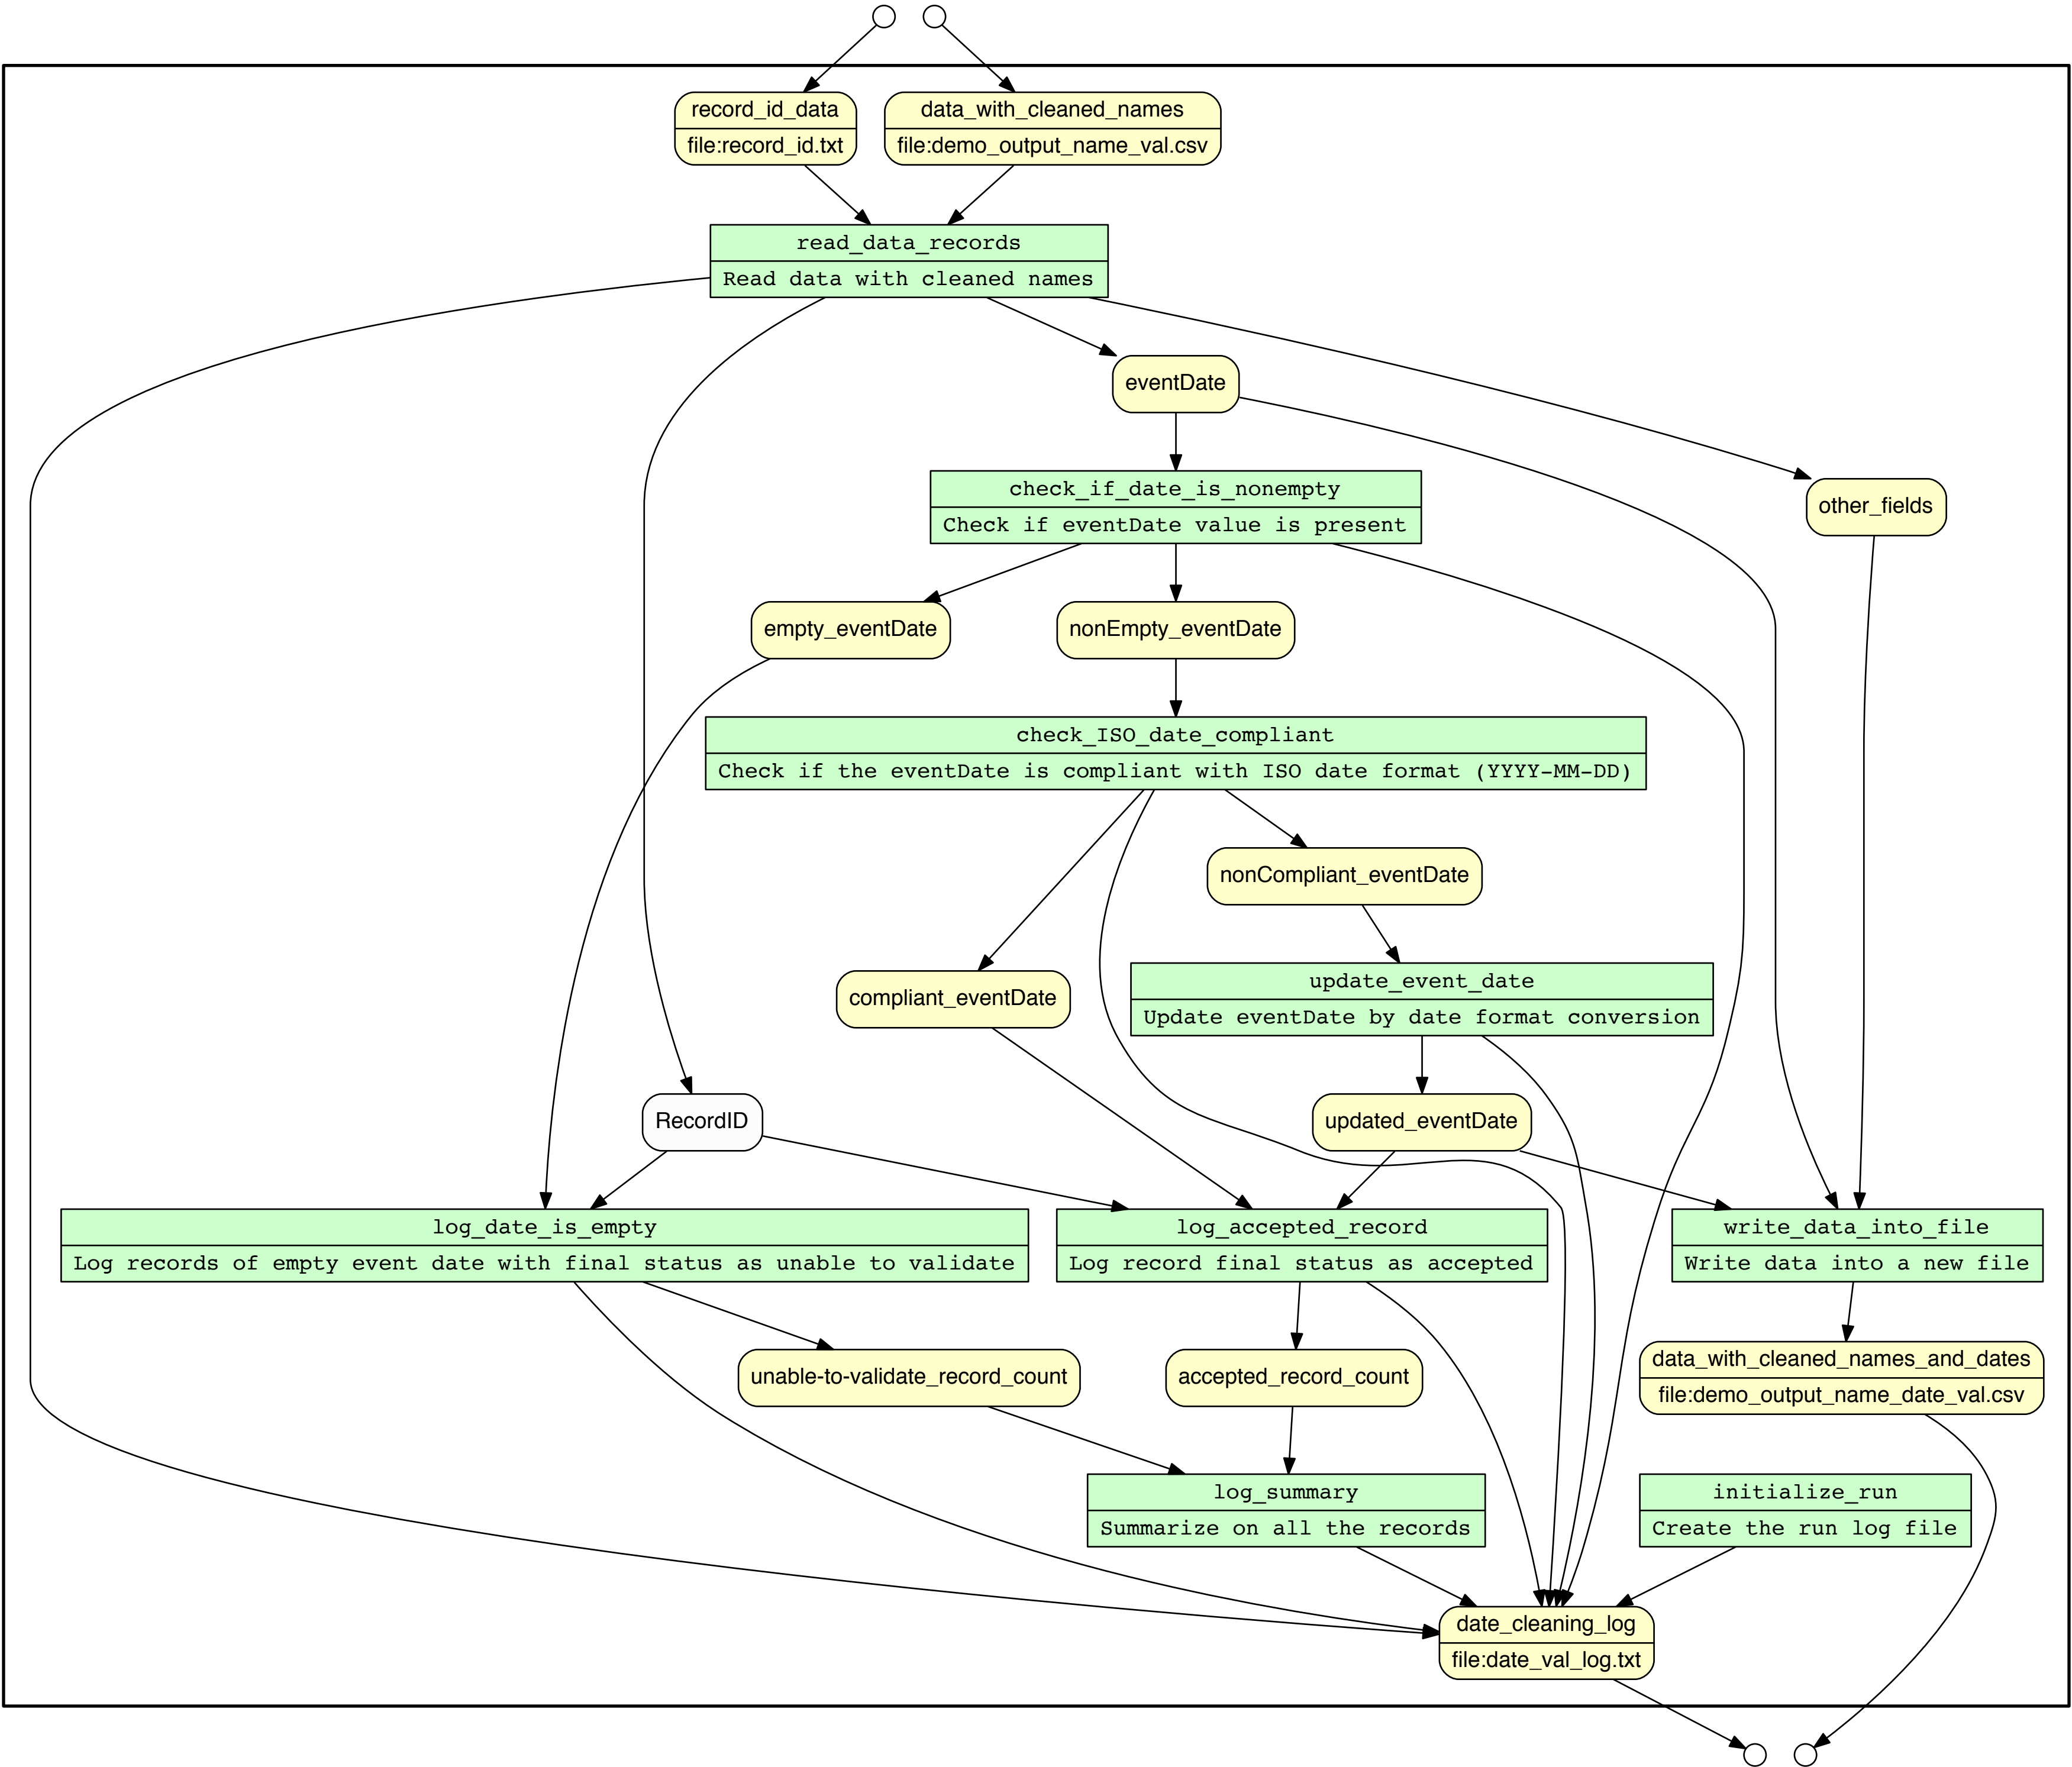 record_id_data
file:record_id.txt
data_with_cleaned_names
file:demo_output_name_val.csv
read_data_records
Read data with cleaned names
eventDate
check_if_date_is_nonempty
Check if eventDate value is present
other_fields
empty_eventDate
nonEmpty_eventDate
check_ISO_date_compliant
Check if the eventDate is compliant with ISO date format (YYYY-MM-DD)
nonCompliant_eventDate
compliant_eventDate
update_event_date
Update eventDate by date format conversion
RecordID
updated_eventDate
log_date_is_empty
Log records of empty event date with final status as unable to validate
log_accepted_record
Log record final status as accepted
write_data_into_file
Write data into a new file
unable-to-validate_record_count
accepted_record_count
data_with_cleaned_names_and_dates
file:demo_output_name_date_val.csv
log_summary
Summarize on all the records
initialize_run
Create the run log file
date_cleaning_log
file:date_val_log.txt